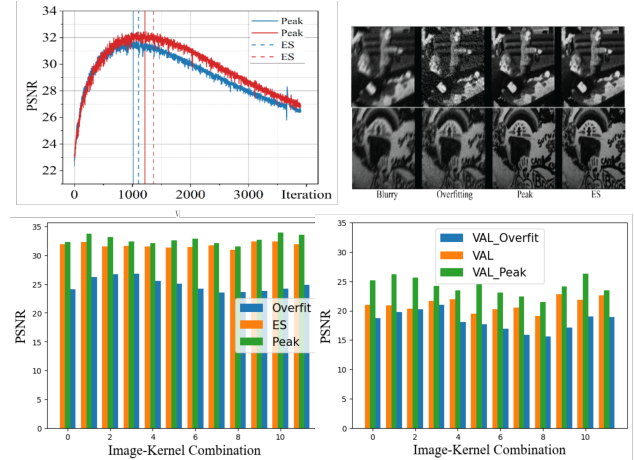 34
32
30
28
26
24
22
PSNR
Peak
Peak
ES
ES
0
1000
2000
3000
Iteration
Blurry
Overfitting
Peak
ES
35
30
25
20
15
10
5
0
PSNR
Overfit
ES
Peak
0
2
4
6
8
10
Image-Kernel Combination
35
30
25
20
15
10
5
0
PSNR
VAL_Overfit
VAL
VAL_Peak
0
2
4
6
8
10
Image-Kernel Combination